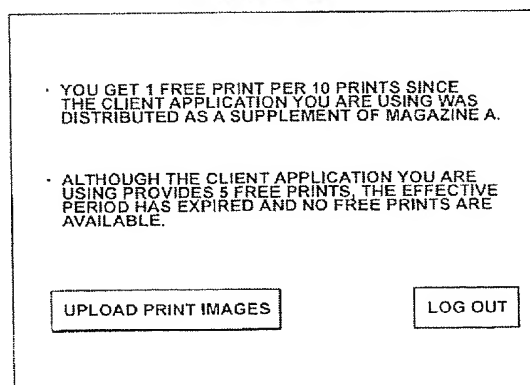 · YOU GET 1 FREE PRINT PER 10 PRINTS SINCE
THE CLIENT APPLICATION YOU ARE USING WAS
DISTRIBUTED AS A SUPPLEMENT OF MAGAZINE A.
· ALTHOUGH THE CLIENT APPLICATION YOU ARE
USING PROVIDES 5 FREE PRINTS, THE EFFECTIVE
PERIOD HAS EXPIRED AND NO FREE PRINTS ARE
AVAILABLE.
UPLOAD PRINT IMAGES
LOG OUT